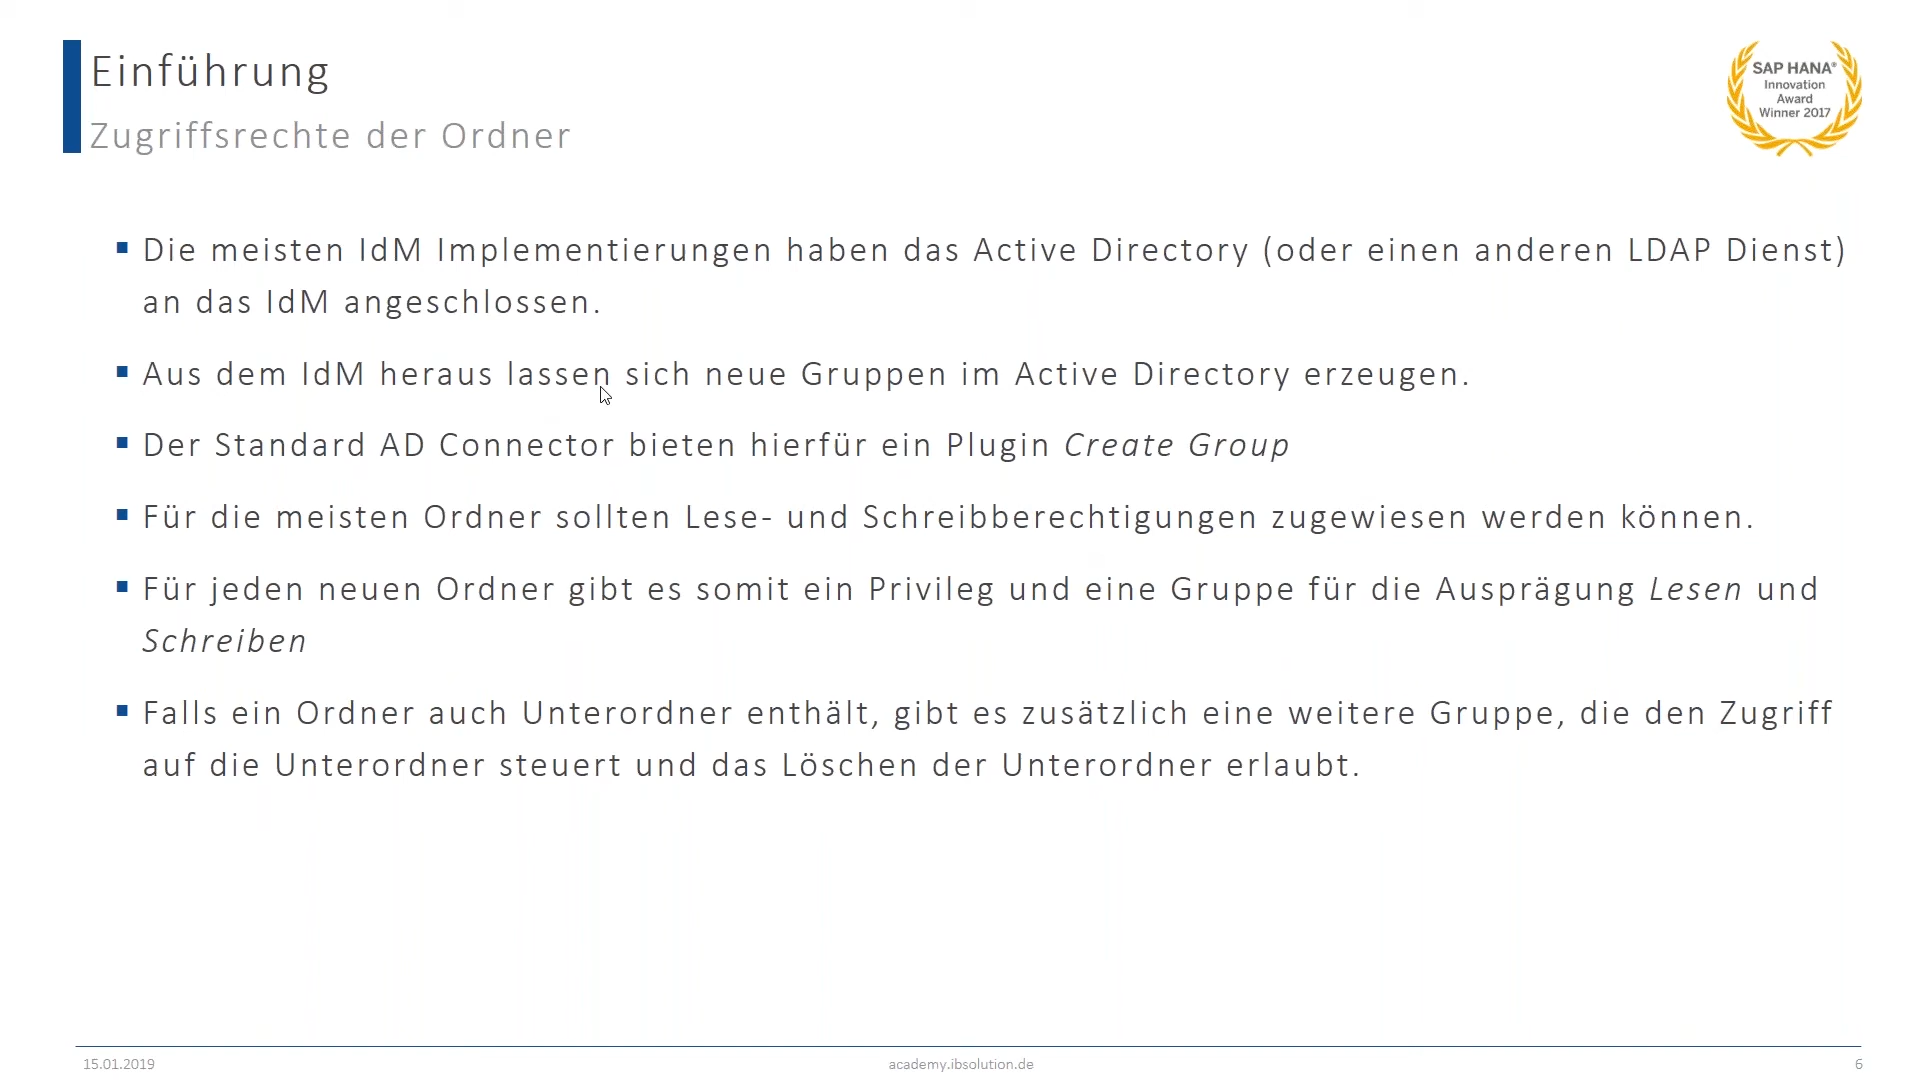 Einführung
Zugriffsrechte der Ordner
SAP HANA®
Innovation
Award
Winner 2017
Die meisten IdM Implementierungen haben das Active Directory (oder einen anderen LDAP Dienst)
an das IdM angeschlossen.
Aus dem IdM heraus lassen sich neue Gruppen im Active Directory erzeugen.
Der Standard AD Connector bieten hierfür ein Plugin Create Group
Für die meisten Ordner sollten Lese- und Schreibberechtigungen zugewiesen werden können.
Für jeden neuen Ordner gibt es somit ein Privileg und eine Gruppe für die Ausprägung Lesen und
Schreiben
Falls ein Ordner auch Unterordner enthält, gibt es zusätzlich eine weitere Gruppe, die den Zugriff
auf die Unterordner steuert und das Löschen der Unterordner erlaubt.
15.01.2019
academy.ibsolution.de
6